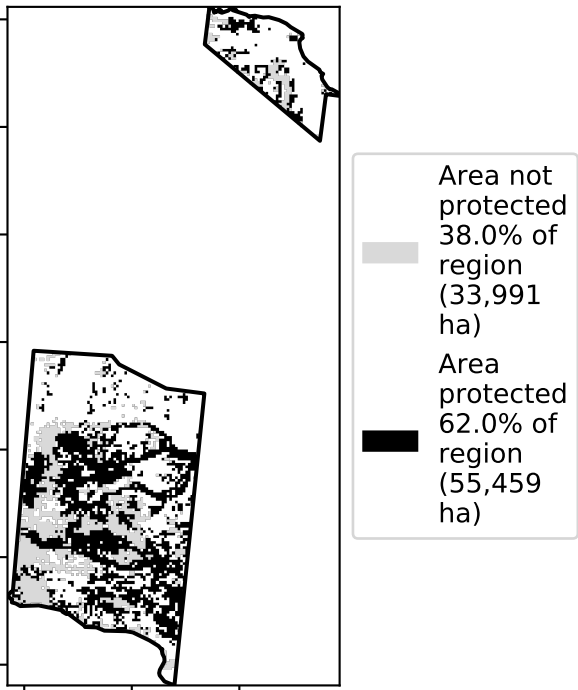 Area not
protected
38.0% of
region
(33,991
ha)
Area
protected
62.0% of
region
(55,459
ha)